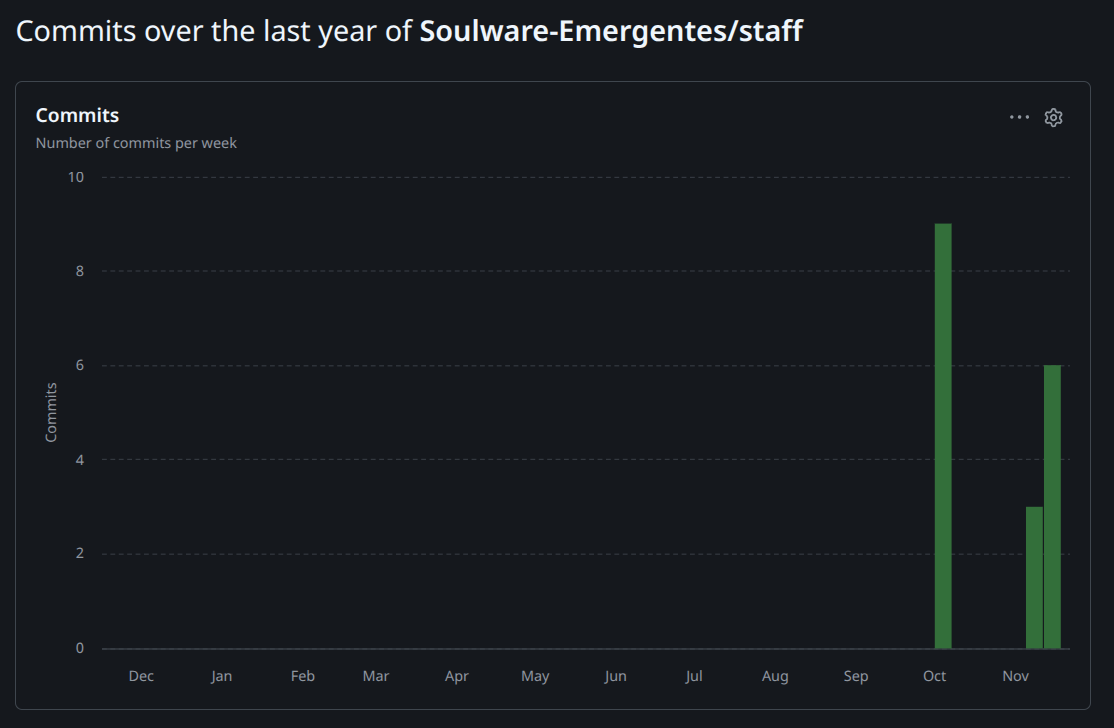 Commits over the last year of Soulware-Emergentes/staff
Commits
Number of commits per week
10
8
6
4
2
0
Commits
Dec Jan Feb Mar Apr May Jun Jul Aug Sep Oct Nov